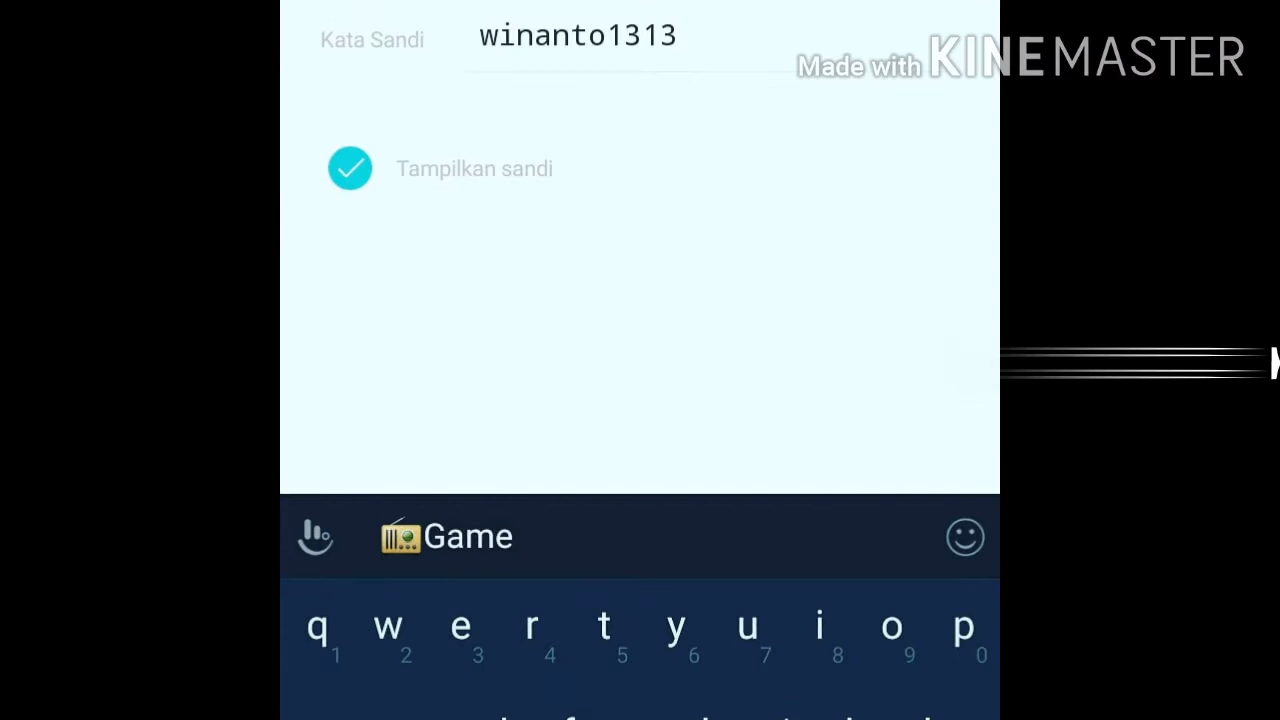 Kata Sandi winanto1313
Made with KINEMASTER
Tampilkan sandi
Game
q w e r t y u i o p
1 2 3 4 5 6 7 8 9 0